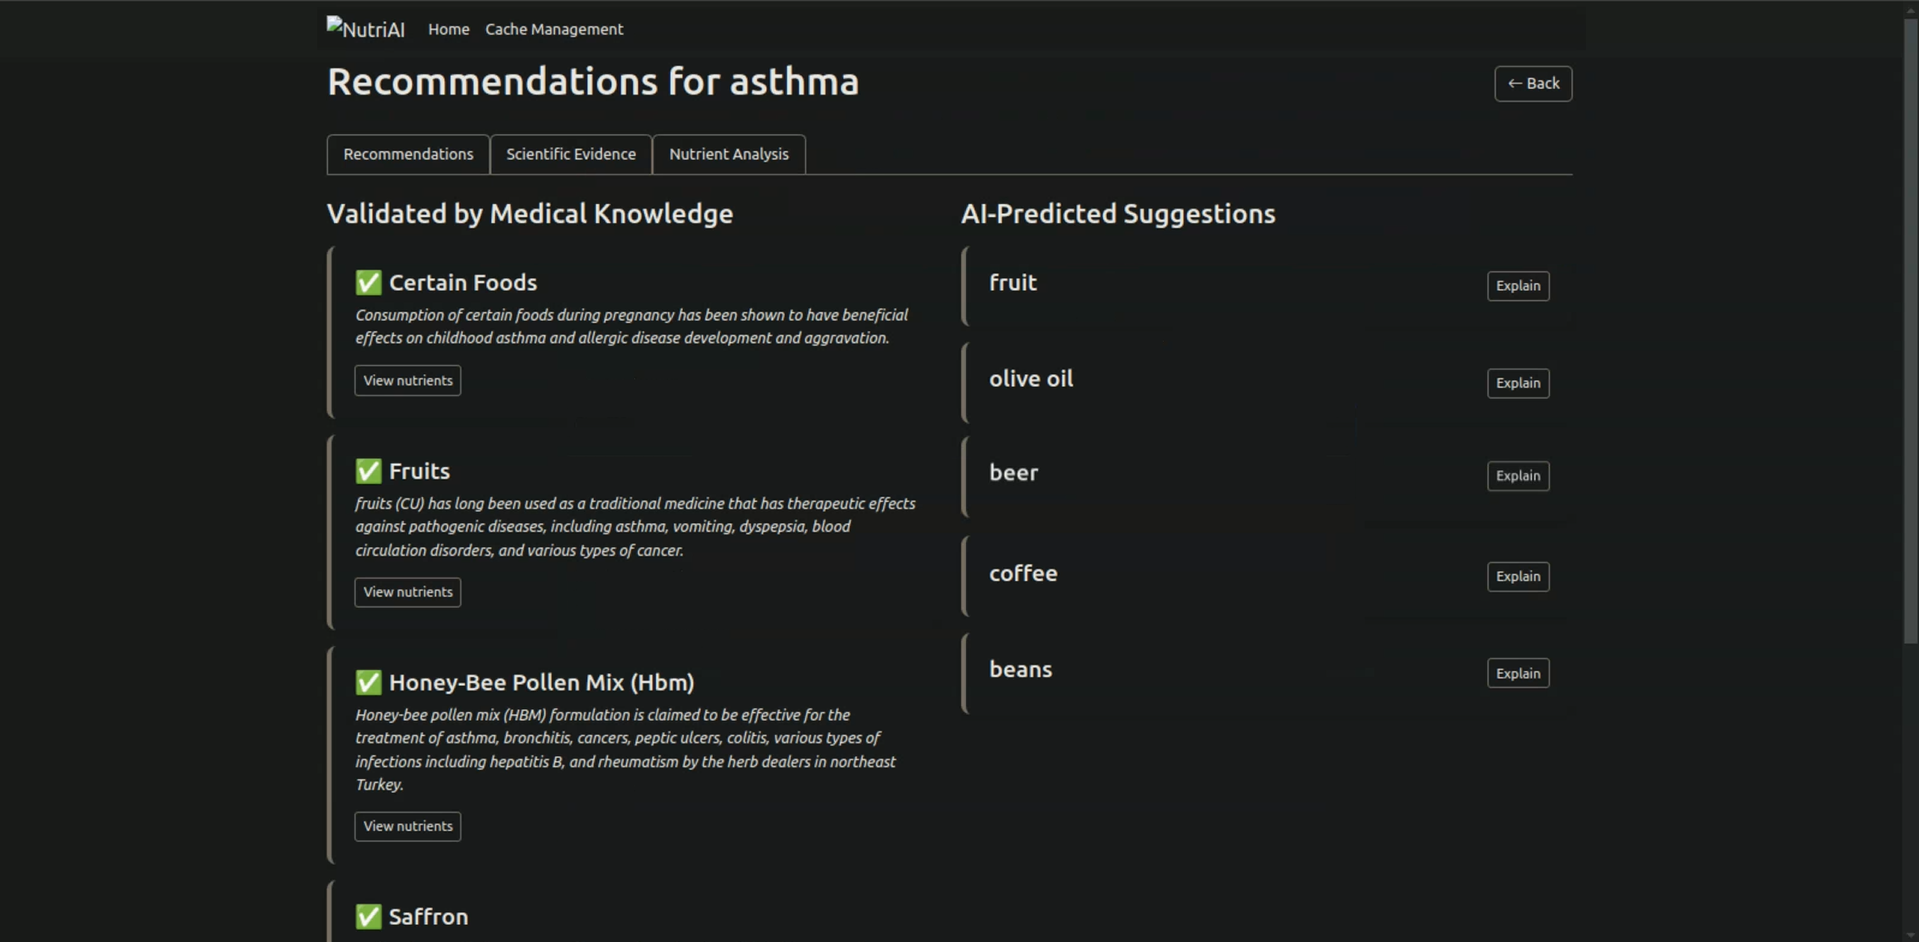 NutriAI Home Cache Management
Recommendations for asthma
← Back
Recommendations Scientific Evidence Nutrient Analysis
Validated by Medical Knowledge
✅ Certain Foods
Consumption of certain foods during pregnancy has been shown to have beneficial
effects on childhood asthma and allergic disease development and aggravation.
View nutrients
✅ Fruits
fruits (CU) has long been used as a traditional medicine that has therapeutic effects
against pathogenic diseases, including asthma, vomiting, dyspepsia, blood
circulation disorders, and various types of cancer.
View nutrients
✅ Honey-Bee Pollen Mix (Hbm)
Honey-bee pollen mix (HBM) formulation is claimed to be effective for the
treatment of asthma, bronchitis, cancers, peptic ulcers, colitis, various types of
infections including hepatitis B, and rheumatism by the herb dealers in northeast
Turkey.
View nutrients
✅ Saffron
AI-Predicted Suggestions
fruit Explain
olive oil Explain
beer Explain
coffee Explain
beans Explain